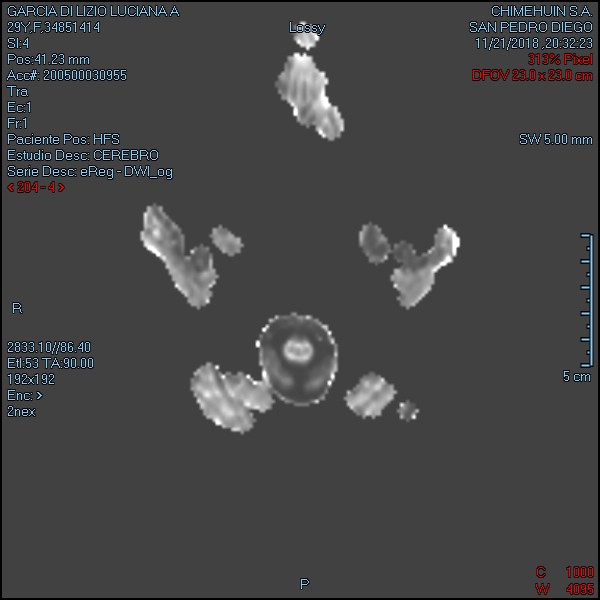 GARCIA DI LIZIO LUCIANA A
29Y,F,34851414
Sl:4
Pos:41.23 mm
Acc#: 200500030955
Tra
Ec:1
Fr:1
Paciente Pos: HFS
Estudio Desc: CEREBRO
Serie Desc: eReg - DWI_og
< 204 - 4 >
Lossy
CHIMEHUIN S.A.
SAN PEDRO DIEGO
11/21/2018 ,20:32:23
313% Pixel
DFOV 23.0 x 23.0 cm
SW 5.00 mm
R
2833.10//86.40
Etl:53 TA:90.00
192x192
Enc: >
2nex
5 cm
P
C 1000
W 4095